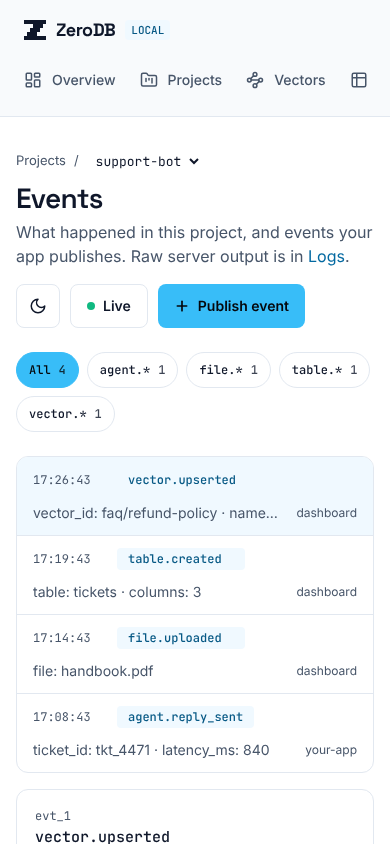 ZeroDB LOCAL
Overview Projects Vectors
Projects / support-bot
Events
What happened in this project, and events your
app publishes. Raw server output is in Logs.
Live + Publish event
All 4 agent.* 1 file.* 1 table.* 1
vector.* 1
17:26:43 vector.upserted
vector_id: faq/refund-policy · name… dashboard
17:19:43 table.created
table: tickets · columns: 3 dashboard
17:14:43 file.uploaded
file: handbook.pdf dashboard
17:08:43 agent.reply_sent
ticket_id: tkt_4471 · latency_ms: 840 your-app
evt_1
vector.upserted